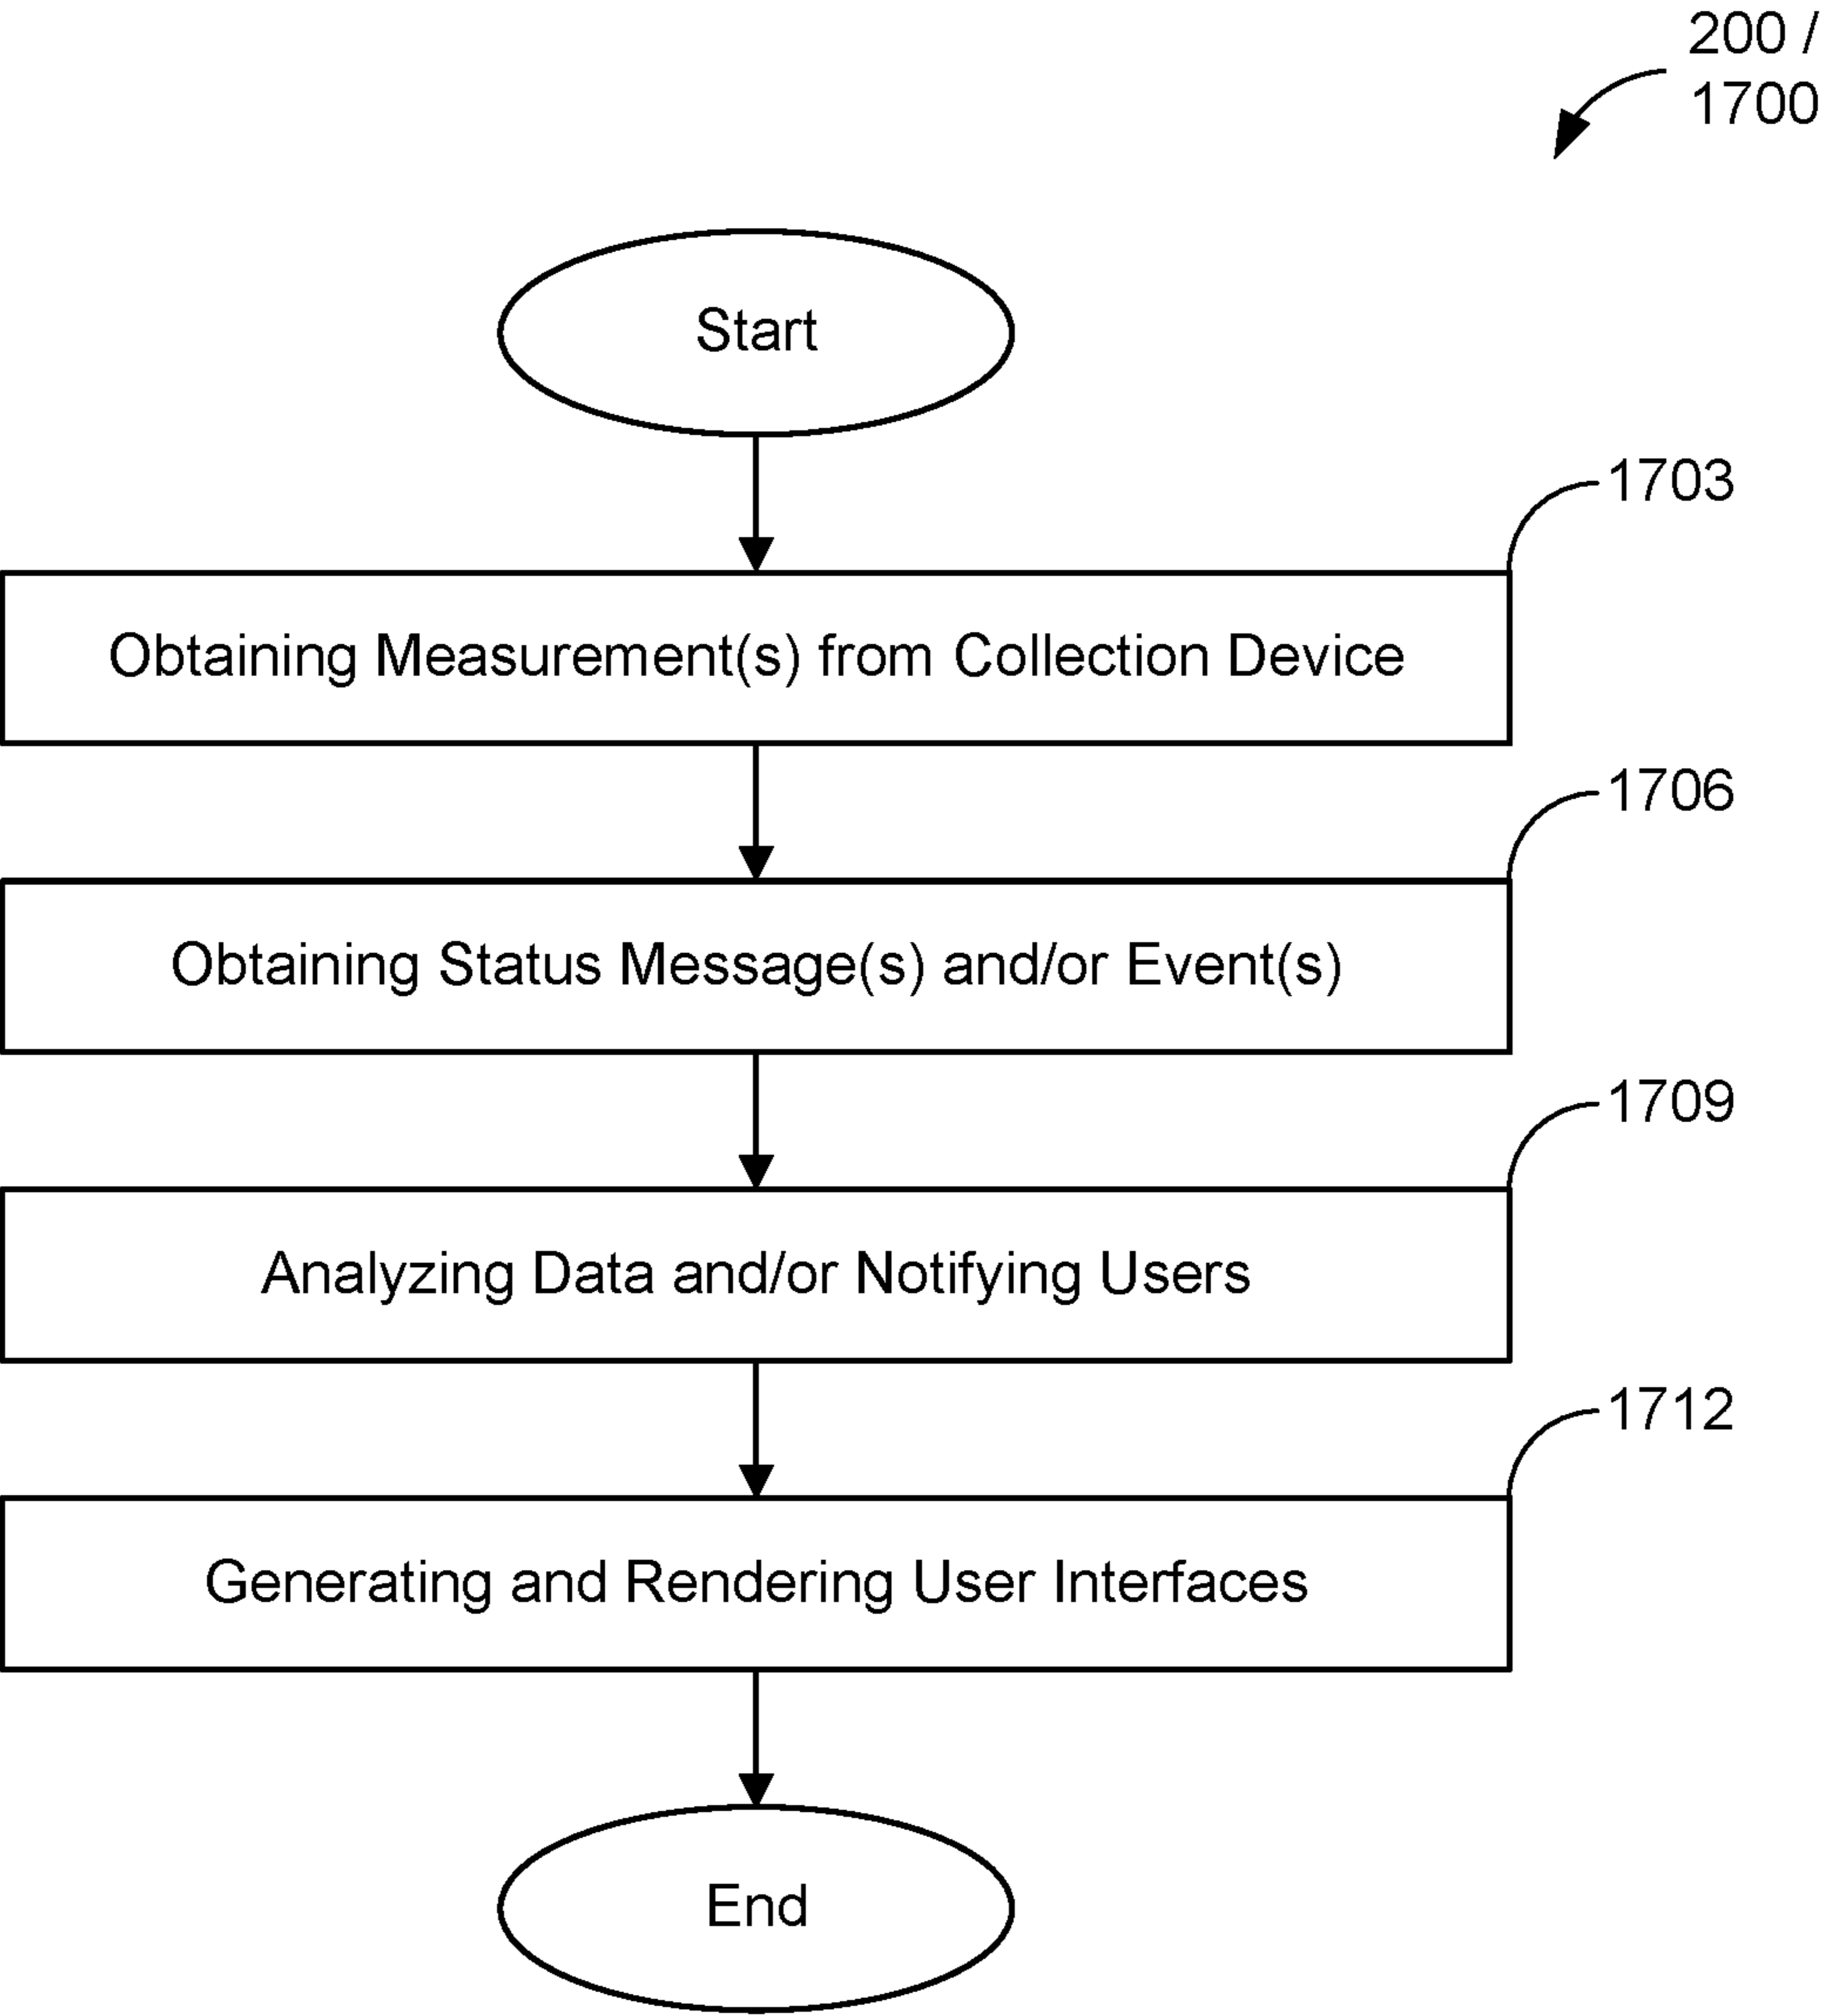 200 /
1700
Start
1703
Obtaining Measurement(s) from Collection Device
1706
Obtaining Status Message(s) and/or Event(s)
1709
Analyzing Data and/or Notifying Users
1712
Generating and Rendering User Interfaces
End